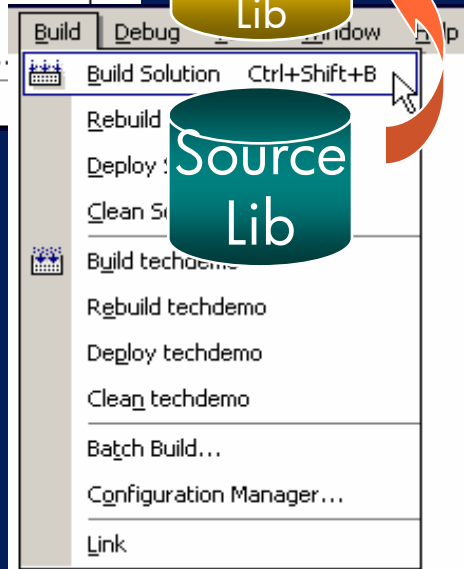 Lib
Build Debug
Build Solution Ctrl+Shift+B
Rebuild
Deploy
Source
Lib
Clean
Build techdemo
Rebuild techdemo
Deploy techdemo
Clean techdemo
Batch Build...
Configuration Manager...
Link